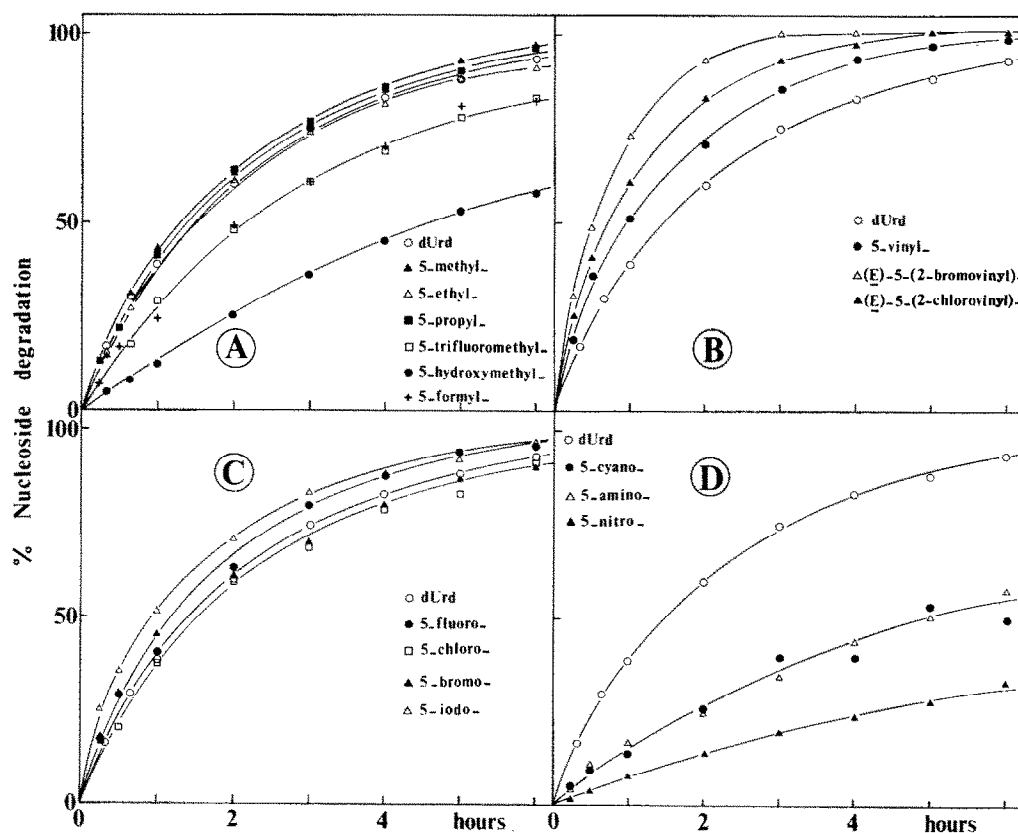 % Nucleoside degradation
100
50
0
A
dUrd
5-methyl-
5-ethyl-
5-propyl-
5-trifluoromethyl-
5-hydroxymethyl-
5-formyl-
B
dUrd
5-vinyl-
(E)-5-(2-bromovinyl)-
(E)-5-(2-chlorovinyl)-
100
50
0
C
dUrd
5-fluoro-
5-chloro-
5-bromo-
5-iodo-
0
2
4
hours
D
dUrd
5-cyano-
5-amino-
5-nitro-
0
2
4
hours